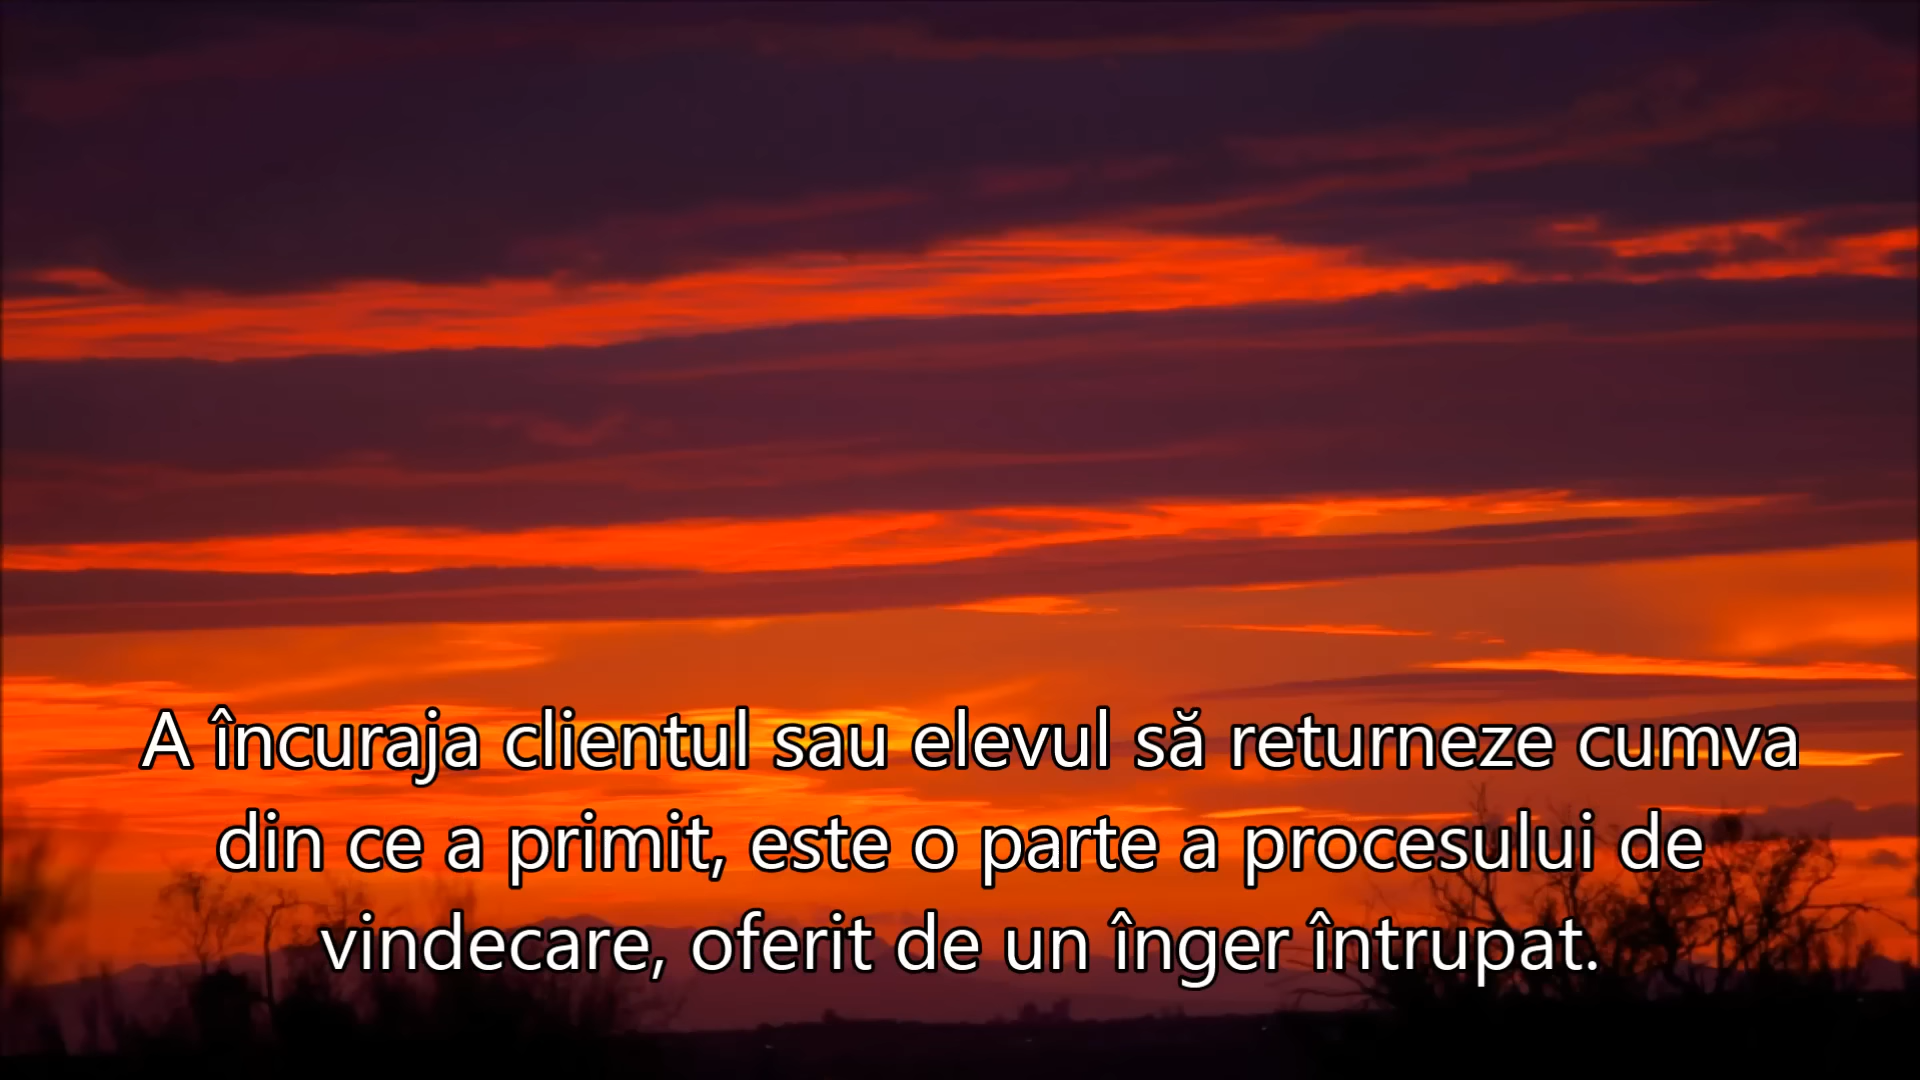 A încuraja clientul sau elevul să returneze cumva
din ce a primit, este o parte a procesului de
vindecare, oferit de un înger întrupat.